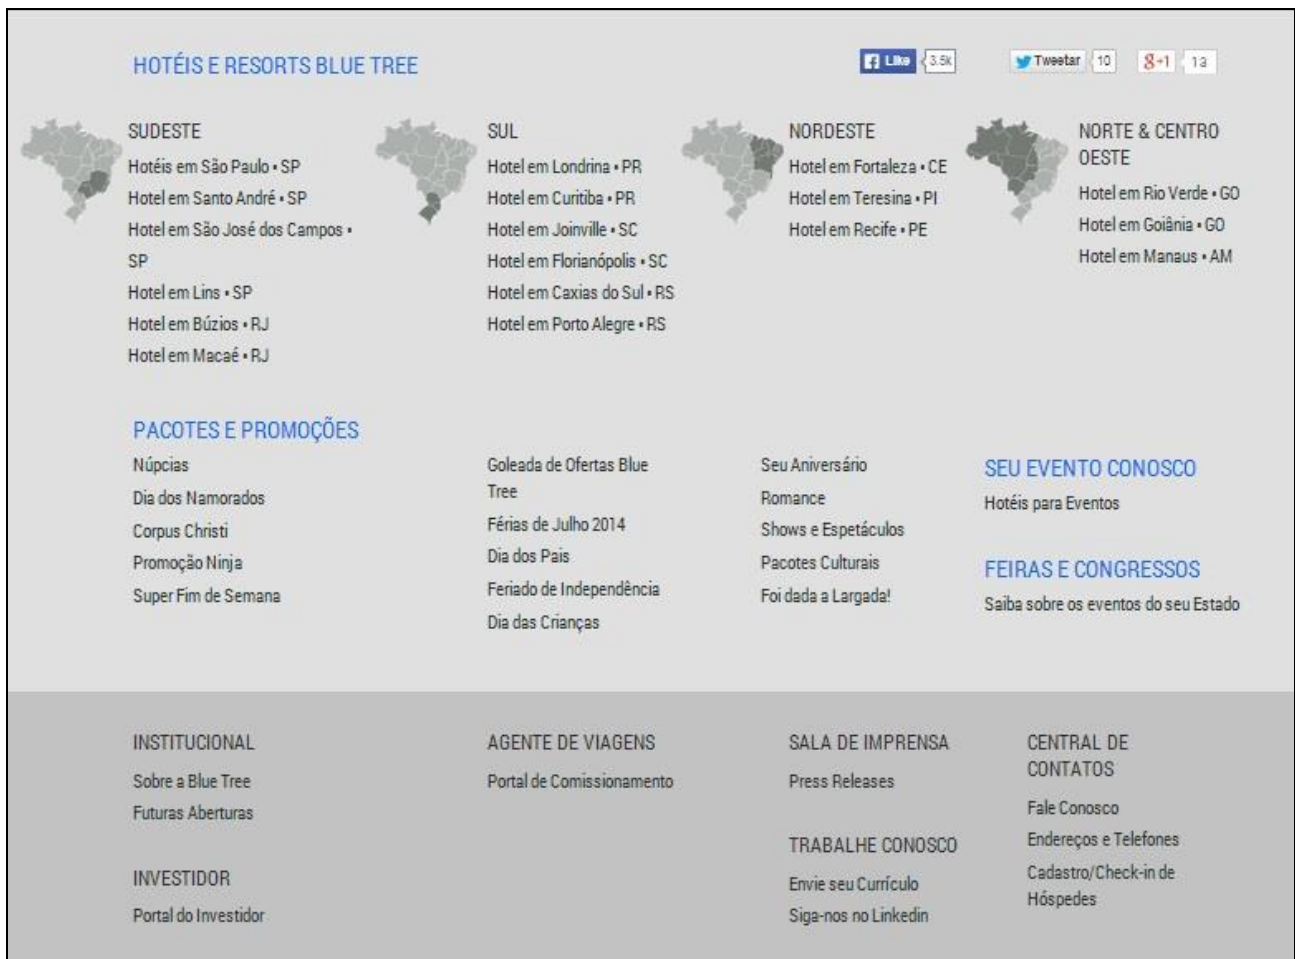 HOTÉIS E RESORTS BLUE TREE
Like 3.5k
Tweetar 10
g+1 13
SUDESTE
Hotéis em São Paulo • SP
Hotel em Santo André • SP
Hotel em São José dos Campos •
SP
Hotel em Lins • SP
Hotel em Búzios • RJ
Hotel em Macaé • RJ
SUL
Hotel em Londrina • PR
Hotel em Curitiba • PR
Hotel em Joinville • SC
Hotel em Florianópolis • SC
Hotel em Caxias do Sul • RS
Hotel em Porto Alegre • RS
NORDESTE
Hotel em Fortaleza • CE
Hotel em Teresina • PI
Hotel em Recife • PE
NORTE & CENTRO
OESTE
Hotel em Rio Verde • GO
Hotel em Goiânia • GO
Hotel em Manaus • AM
PACOTES E PROMOÇÕES
Núpcias
Dia dos Namorados
Corpus Christi
Promoção Ninja
Super Fim de Semana
Goleada de Ofertas Blue
Tree
Férias de Julho 2014
Dia dos Pais
Feriado de Independência
Dia das Crianças
Seu Aniversário
Romance
Shows e Espetáculos
Pacotes Culturais
Foi dada a Largada!
SEU EVENTO CONOSCO
Hotéis para Eventos
FEIRAS E CONGRESSOS
Saiba sobre os eventos do seu Estado
INSTITUCIONAL
Sobre a Blue Tree
Futuras Aberturas
INVESTIDOR
Portal do Investidor
AGENTE DE VIAGENS
Portal de Comissionamento
SALA DE IMPRENSA
Press Releases
TRABALHE CONOSCO
Envie seu Currículo
Siga-nos no Linkedin
CENTRAL DE
CONTATOS
Fale Conosco
Endereços e Telefones
Cadastro/Check-in de
Hóspedes